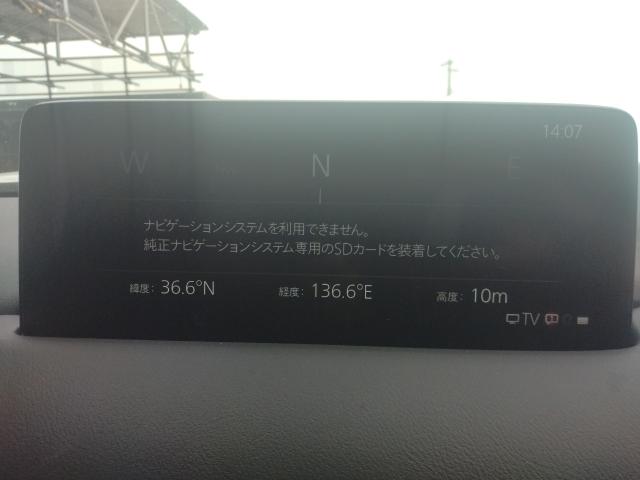 14:07
W N E
ナビゲーションシステムを利用できません。
純正ナビゲーションシステム専用のSDカードを装着してください。
緯度: 36.6°N 経度: 136.6°E 高度: 10m
TV